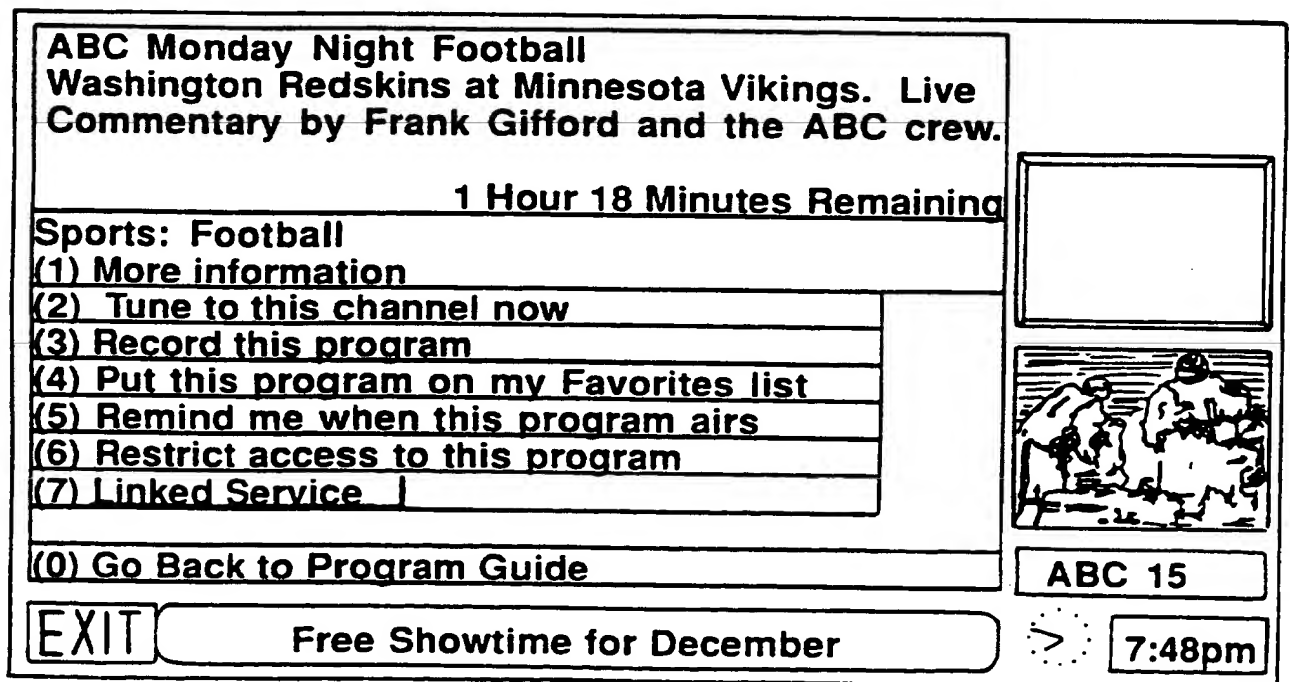 ABC Monday Night Football
Washington Redskins at Minnesota Vikings. Live
Commentary by Frank Gifford and the ABC crew.
1 Hour 18 Minutes Remaining
Sports: Football
(1) More information
(2) Tune to this channel now
(3) Record this program
(4) Put this program on my Favorites list
(5) Remind me when this program airs
(6) Restrict access to this program
(7) Linked Service
(0) Go Back to Program Guide
ABC 15
EXIT
Free Showtime for December
7:48pm